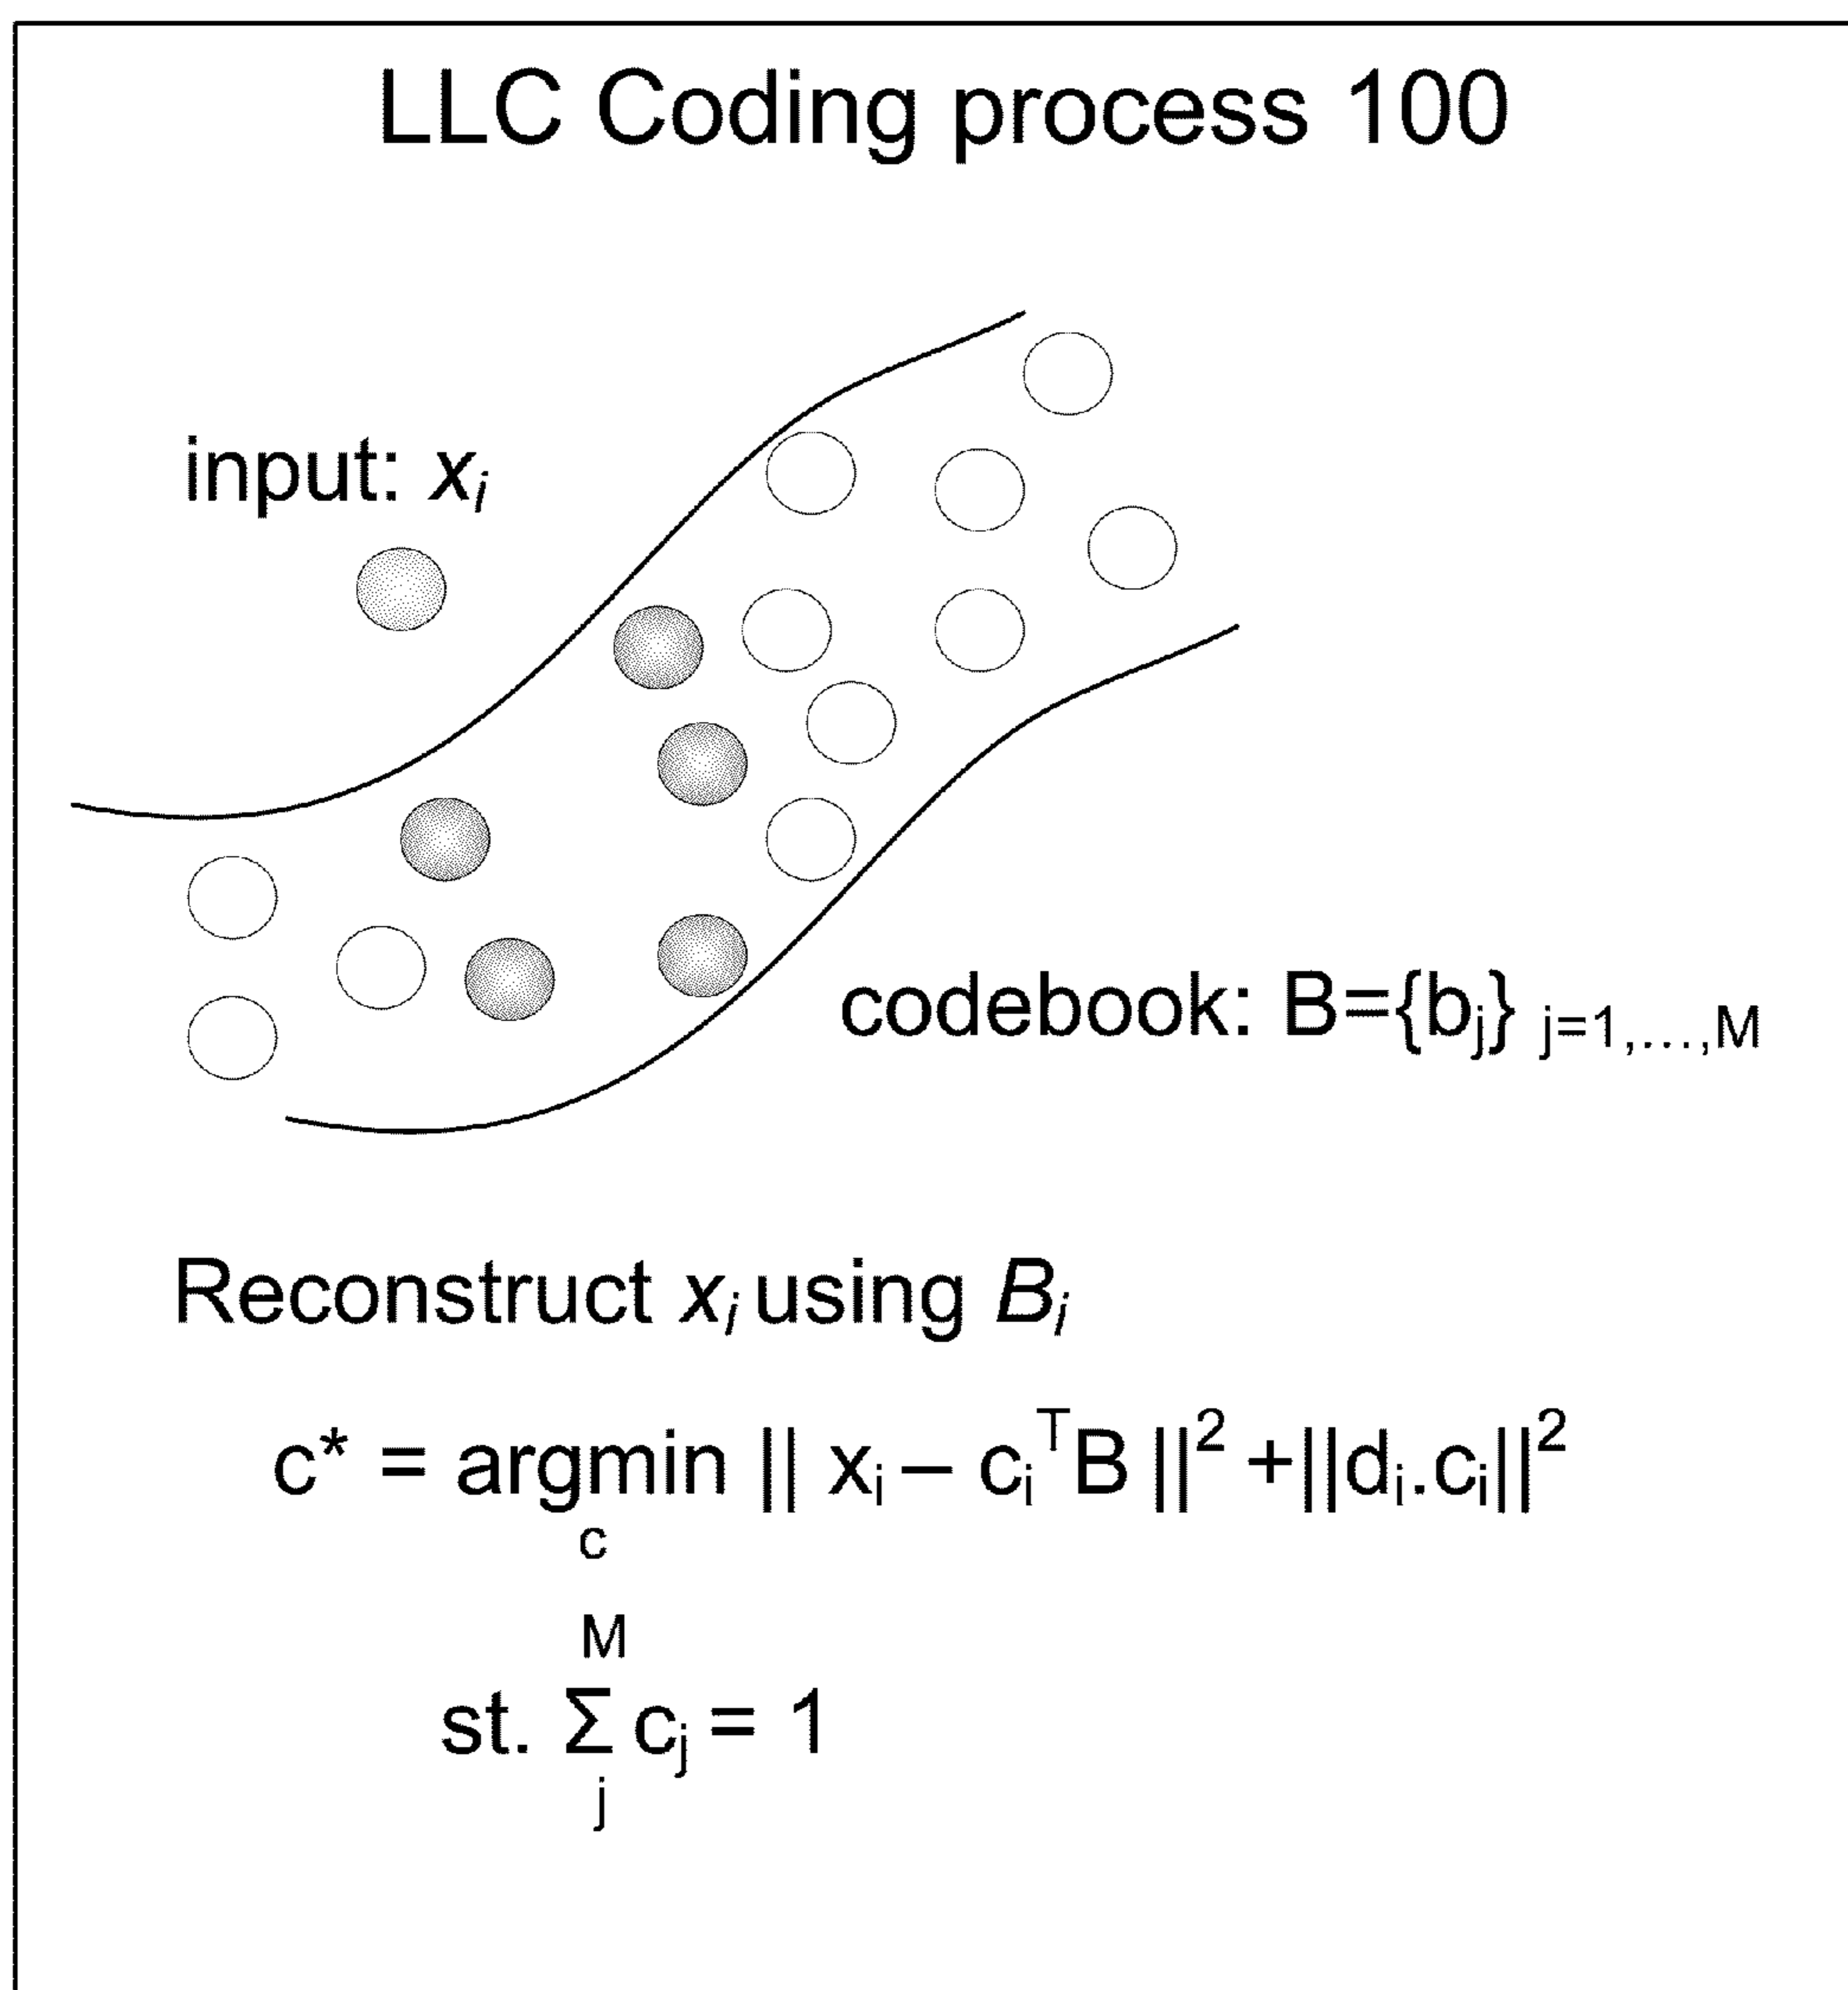 LLC Coding process 100
input: xᵢ
codebook: B={bⱼ} j=1,...,M
Reconstruct xᵢ using Bᵢ
c* = argmin || xᵢ – cᵢᵀB ||² +||dᵢ.cᵢ||²
c
M
st. Σ cⱼ = 1
j